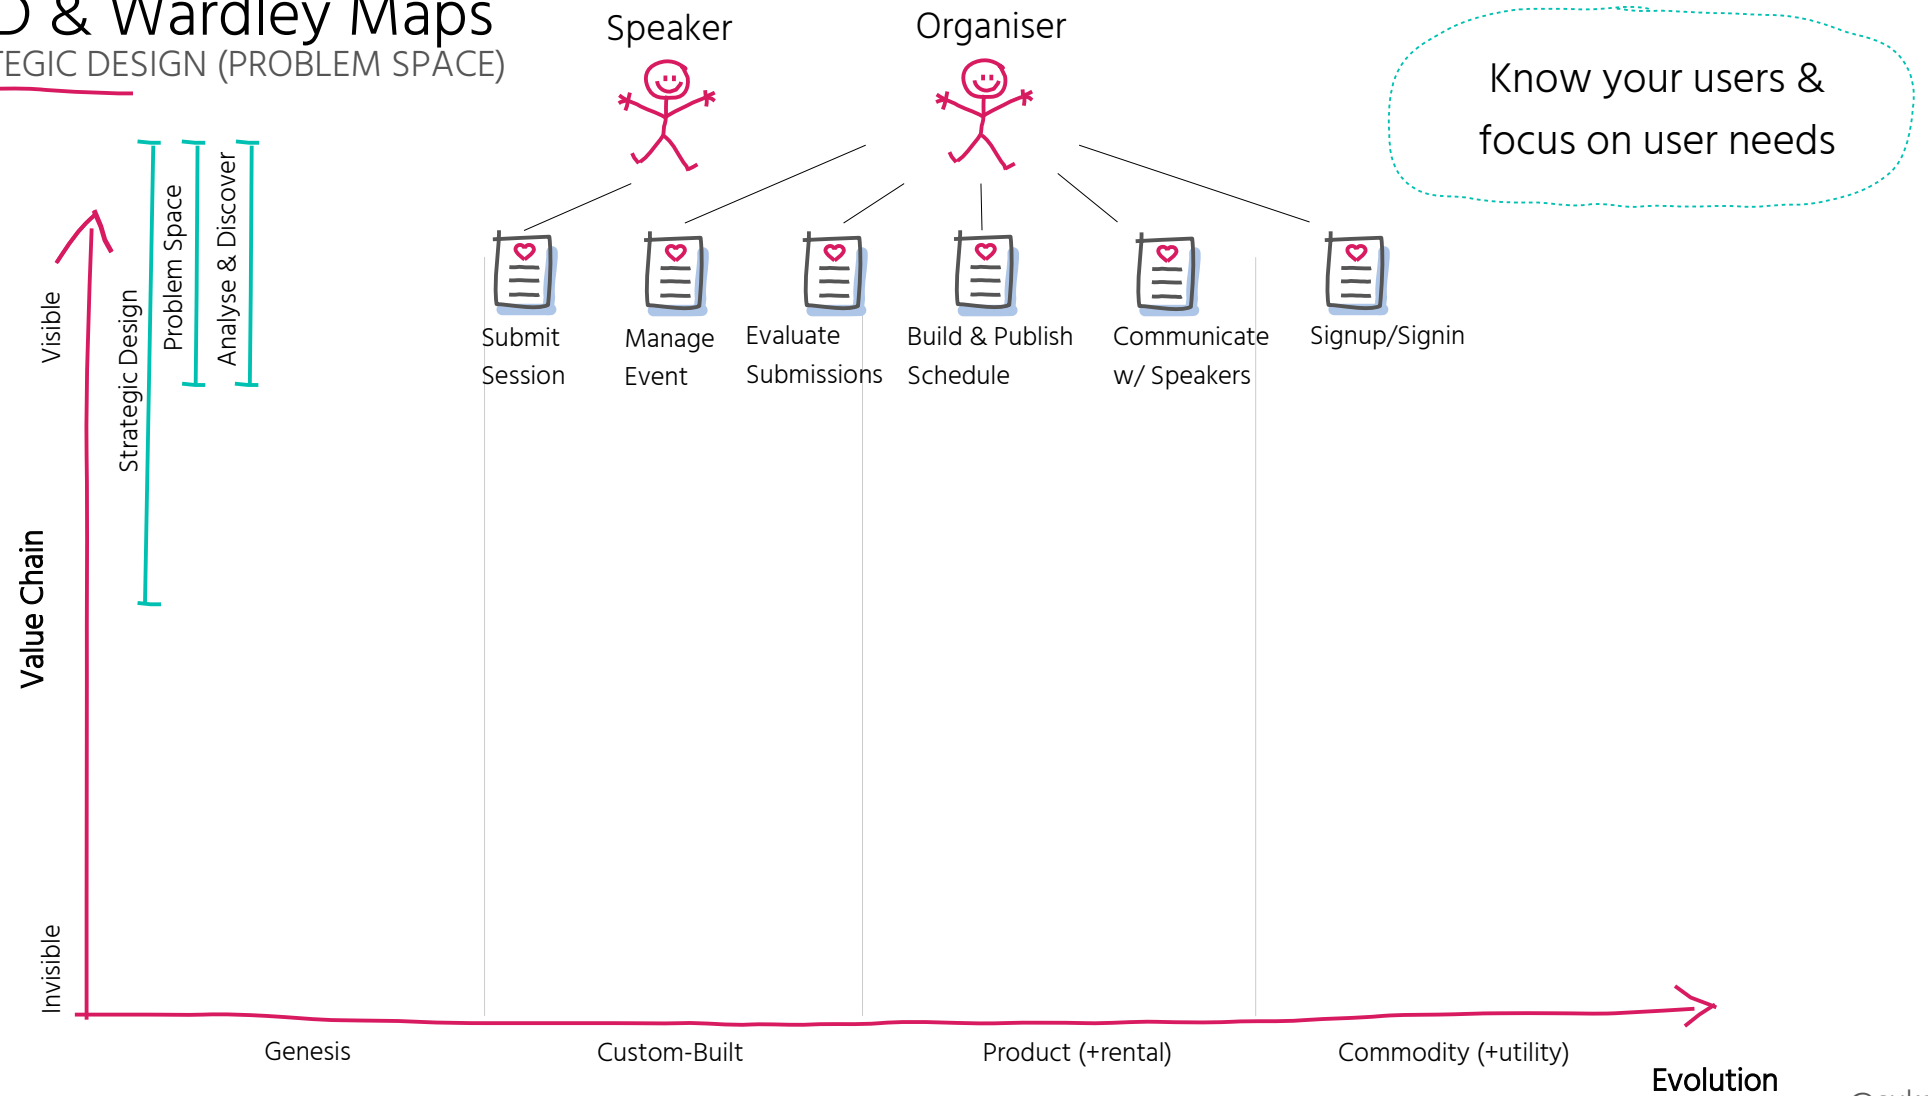 D & Wardley Maps
TEGIC DESIGN (PROBLEM SPACE)
Speaker
Organiser
Know your users &
focus on user needs
Submit
Session
Manage
Event
Evaluate
Submissions
Build & Publish
Schedule
Communicate
w/ Speakers
Signup/Signin
Analyse & Discover
Problem Space
Strategic Design
Visible
Value Chain
Invisible
Genesis
Custom-Built
Product (+rental)
Commodity (+utility)
Evolution